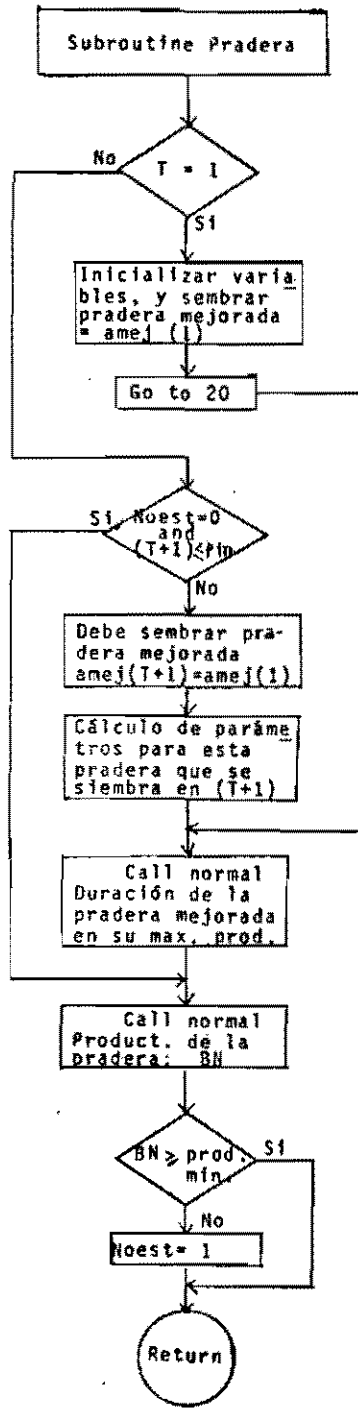 Subroutine Pradera
No
T = 1
Si
Inicializar varia
bles, y sembrar
pradera mejorada
= amej (1)
Go to 20
Si
Noest=0
and
(T+1)≤fin
No
Debe sembrar pra-
dera mejorada
amej(T+1)=amej(1)
Cálculo de paráme
tros para esta
pradera que se
siembra en (T+1)
Call normal
Duración de la
pradera mejorada
en su max. prod.
Call normal
Product. de la
pradera: BN
BN ≥ prod.
min.
Si
No
Noest= 1
Return